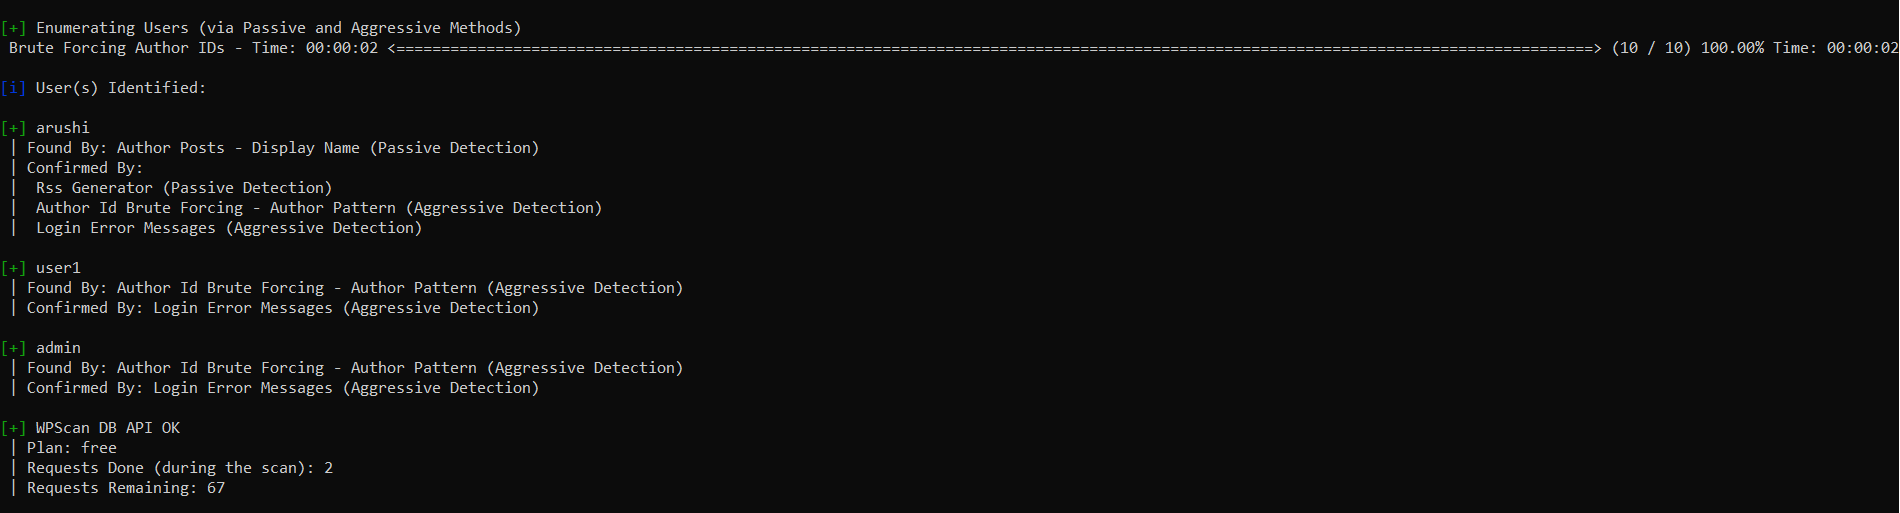 [+] Enumerating Users (via Passive and Aggressive Methods)
Brute Forcing Author IDs - Time: 00:00:02 <=====================================================================================================================================> (10 / 10) 100.00% Time: 00:00:02
[i] User(s) Identified:
[+] arushi
| Found By: Author Posts - Display Name (Passive Detection)
| Confirmed By:
|  Rss Generator (Passive Detection)
|  Author Id Brute Forcing - Author Pattern (Aggressive Detection)
|  Login Error Messages (Aggressive Detection)
[+] user1
| Found By: Author Id Brute Forcing - Author Pattern (Aggressive Detection)
| Confirmed By: Login Error Messages (Aggressive Detection)
[+] admin
| Found By: Author Id Brute Forcing - Author Pattern (Aggressive Detection)
| Confirmed By: Login Error Messages (Aggressive Detection)
[+] WPScan DB API OK
| Plan: free
| Requests Done (during the scan): 2
| Requests Remaining: 67